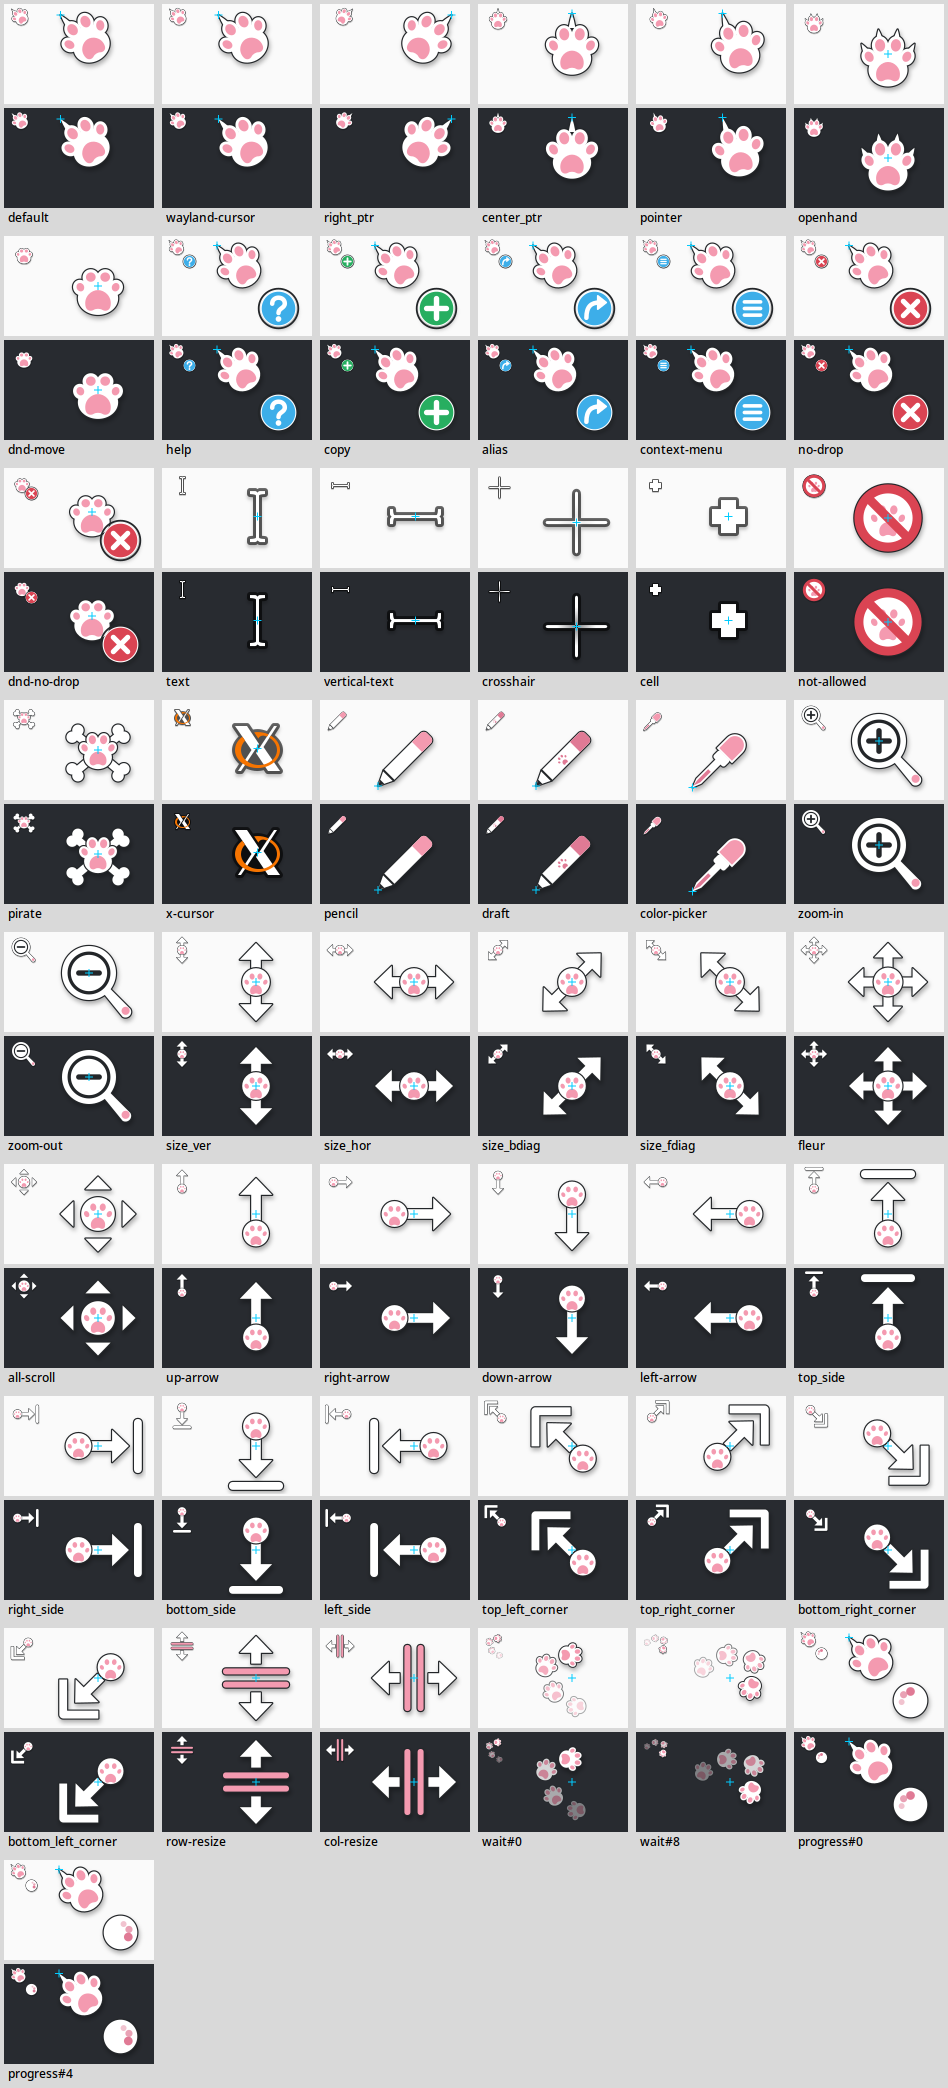 default wayland-cursor right_ptr center_ptr pointer openhand
dnd-move help copy alias context-menu no-drop
dnd-no-drop text vertical-text crosshair cell not-allowed
pirate x-cursor pencil draft color-picker zoom-in
zoom-out size_ver size_hor size_bdiag size_fdiag fleur
all-scroll up-arrow right-arrow down-arrow left-arrow top_side
right_side bottom_side left_side top_left_corner top_right_corner bottom_right_corner
bottom_left_corner row-resize col-resize wait#0 wait#8 progress#0
progress#4